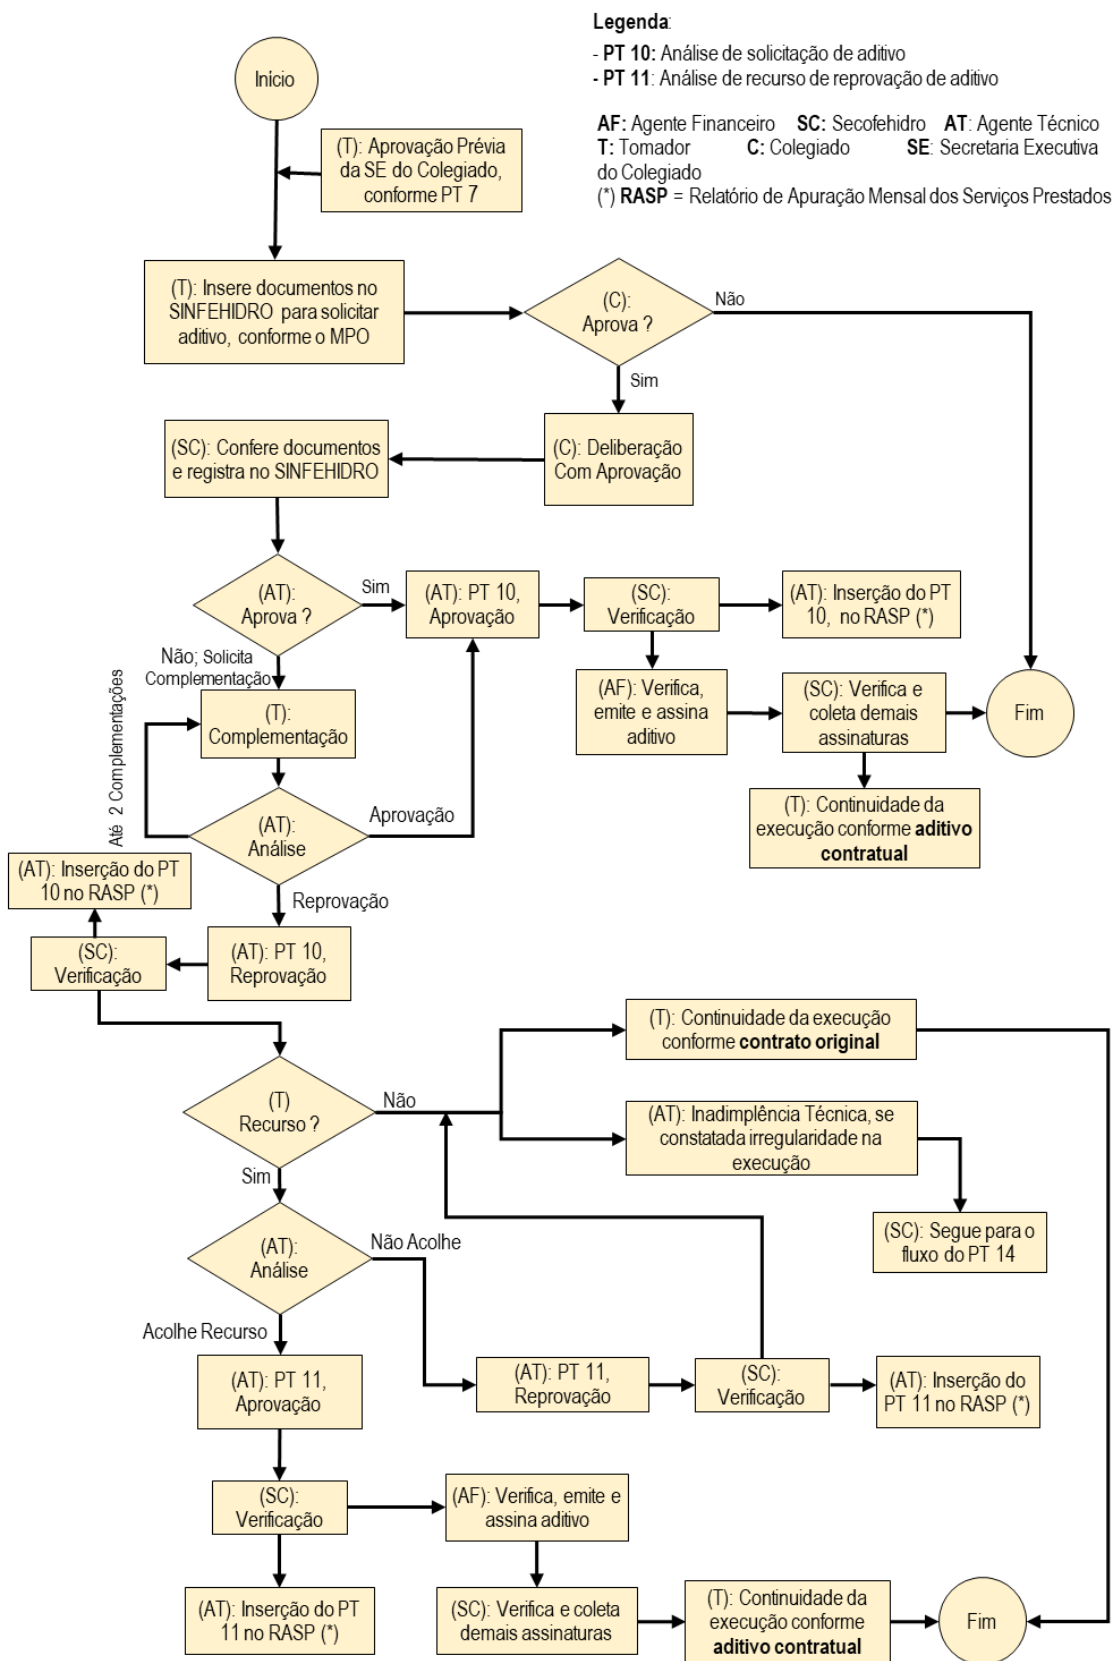 Legenda:
- PT 10: Análise de solicitação de aditivo
- PT 11: Análise de recurso de reprovação de aditivo
AF: Agente Financeiro SC: Secofehidro AT: Agente Técnico
T: Tomador C: Colegiado SE: Secretaria Executiva
do Colegiado
(*) RASP = Relatório de Apuração Mensal dos Serviços Prestados
Início
(T): Aprovação Prévia
da SE do Colegiado,
conforme PT 7
(T): Insere documentos no
SINFEHIDRO para solicitar
aditivo, conforme o MPO
(C):
Aprova ?
Não
Sim
(C): Deliberação
Com Aprovação
(SC): Confere documentos
e registra no SINFEHIDRO
(AT):
Aprova ?
Sim
(AT): PT 10,
Aprovação
(SC):
Verificação
(AT): Inserção do PT
10, no RASP (*)
Não; Solicita
Complementação
(AF): Verifica,
emite e assina
aditivo
(SC): Verifica e
coleta demais
assinaturas
Fim
(T):
Complementação
Até 2 Complementações
(T): Continuidade da
execução conforme aditivo
contratual
(AT):
Análise
Aprovação
Reprovação
(AT): Inserção do PT
10 no RASP (*)
(SC):
Verificação
(AT): PT 10,
Reprovação
(T): Continuidade da execução
conforme contrato original
(T)
Recurso ?
Não
(AT): Inadimplência Técnica, se
constatada irregularidade na
execução
Sim
(SC): Segue para o
fluxo do PT 14
(AT):
Análise
Não Acolhe
Acolhe Recurso
(AT): PT 11,
Aprovação
(AT): PT 11,
Reprovação
(SC):
Verificação
(AT): Inserção do
PT 11 no RASP (*)
(SC):
Verificação
(AF): Verifica, emite e
assina aditivo
(AT): Inserção do PT
11 no RASP (*)
(SC): Verifica e coleta
demais assinaturas
(T): Continuidade da
execução conforme
aditivo contratual
Fim